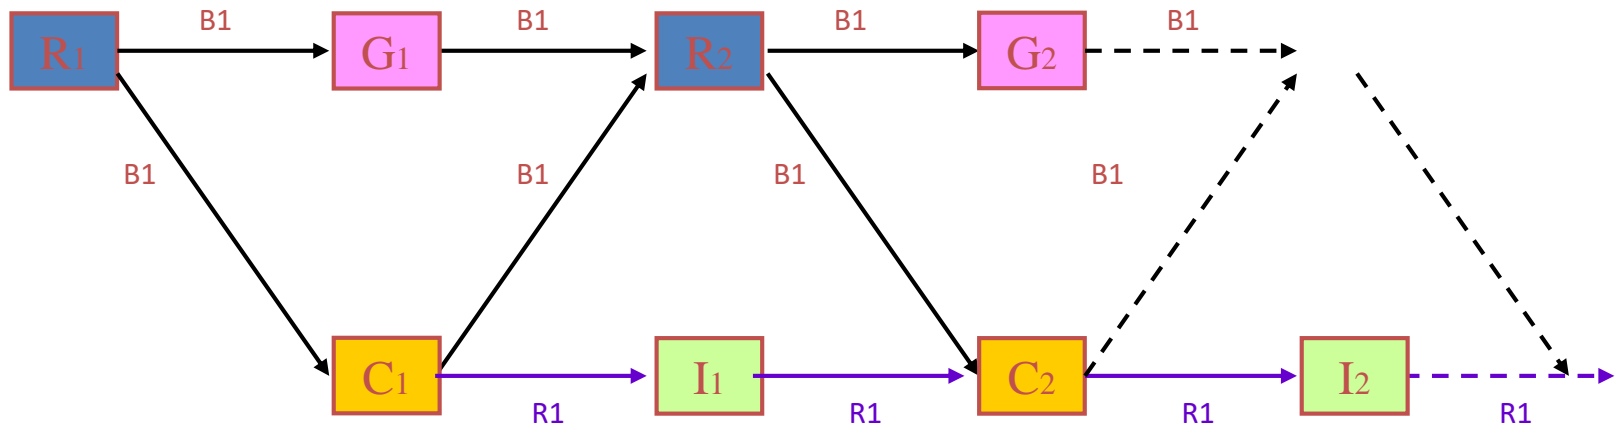 B1 B1 B1 B1
R1 G1 R2 G2
B1 B1 B1 B1
C1 I1 C2 I2
R1 R1 R1 R1